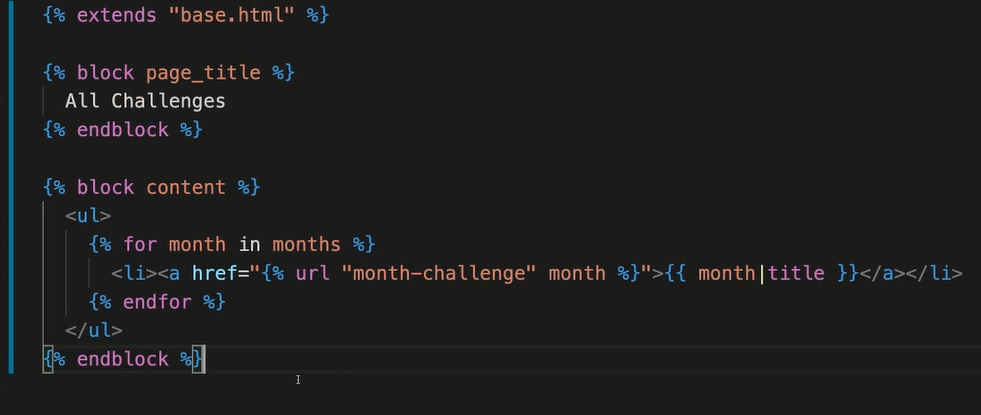 {% extends "base.html" %}
{% block page_title %}
All Challenges
{% endblock %}
{% block content %}
<ul>
{% for month in months %}
<li><a href="{% url "month-challenge" month %}">{{ month|title }}</a></li>
{% endfor %}
</ul>
{% endblock %}